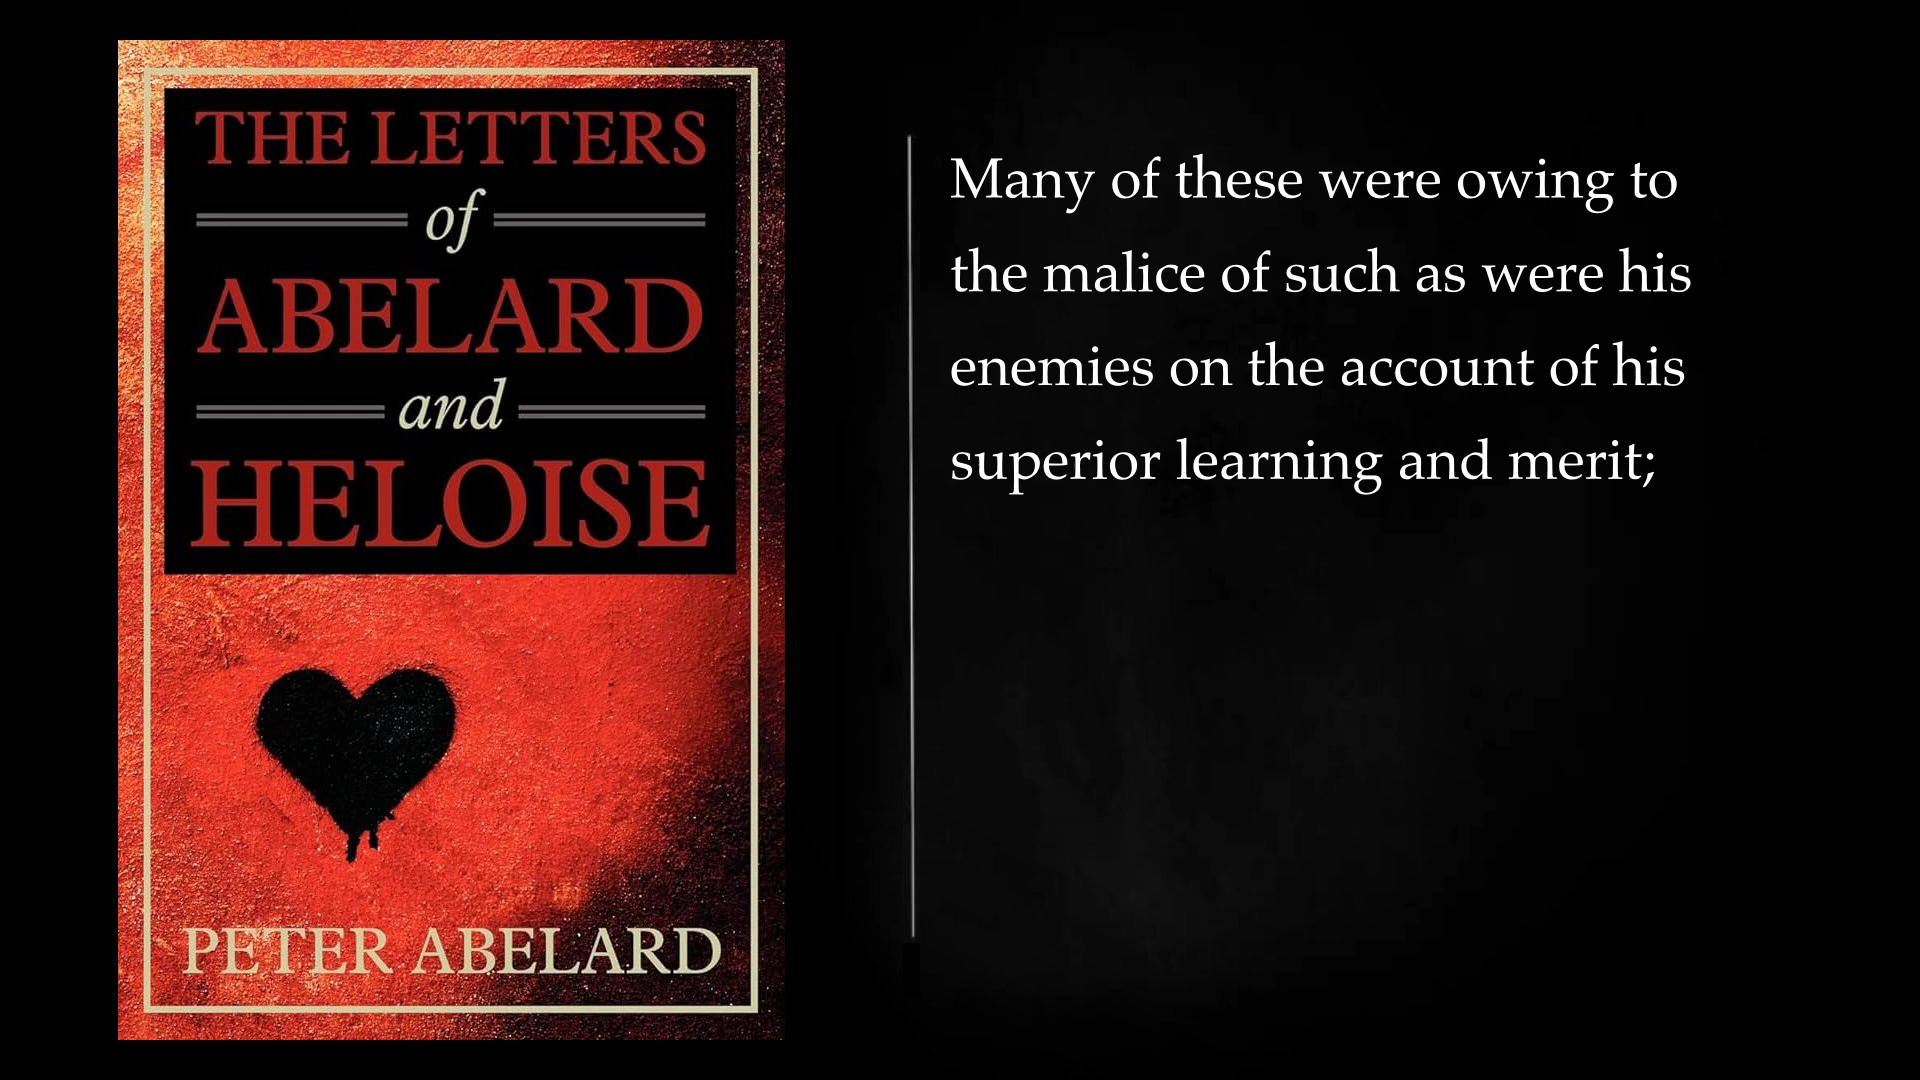 THE LETTERS
of
ABELARD
and
HELOISE
PETER ABELARD
Many of these were owing to
the malice of such as were his
enemies on the account of his
superior learning and merit;